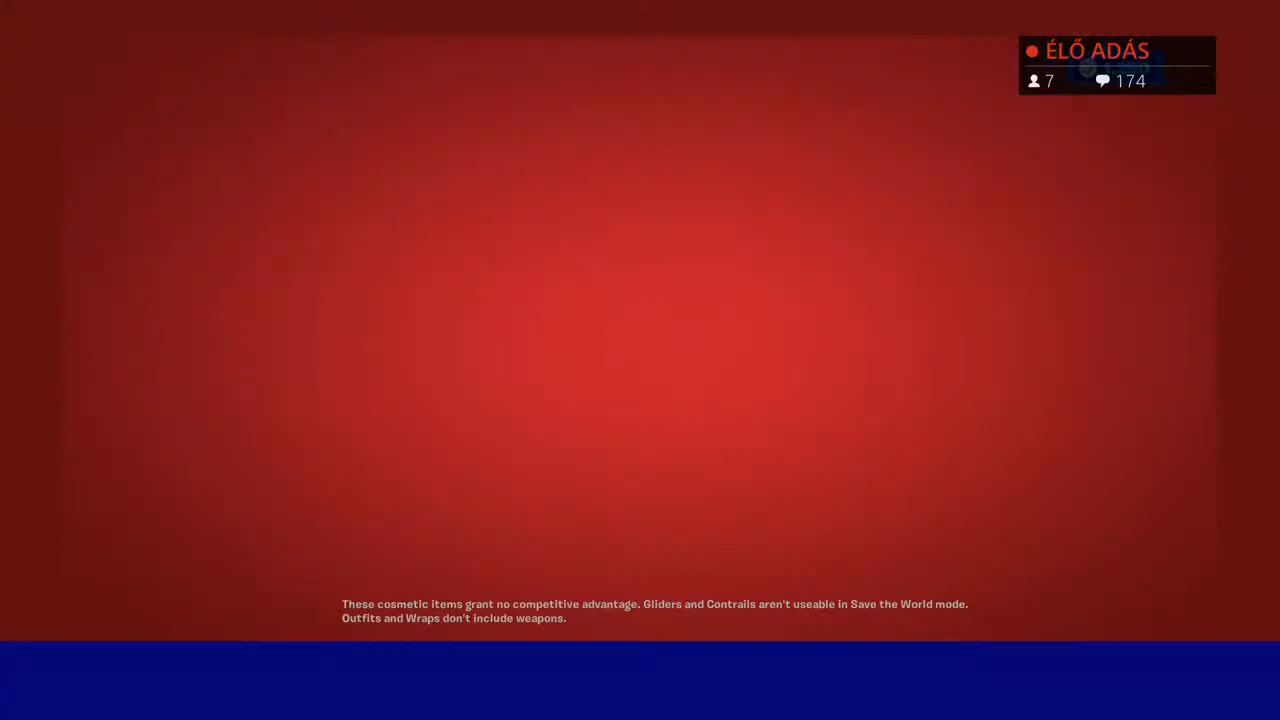 ÉLŐ ADÁS
7 174
These cosmetic items grant no competitive advantage. Gliders and Contrails aren't useable in Save the World mode.
Outfits and Wraps don't include weapons.